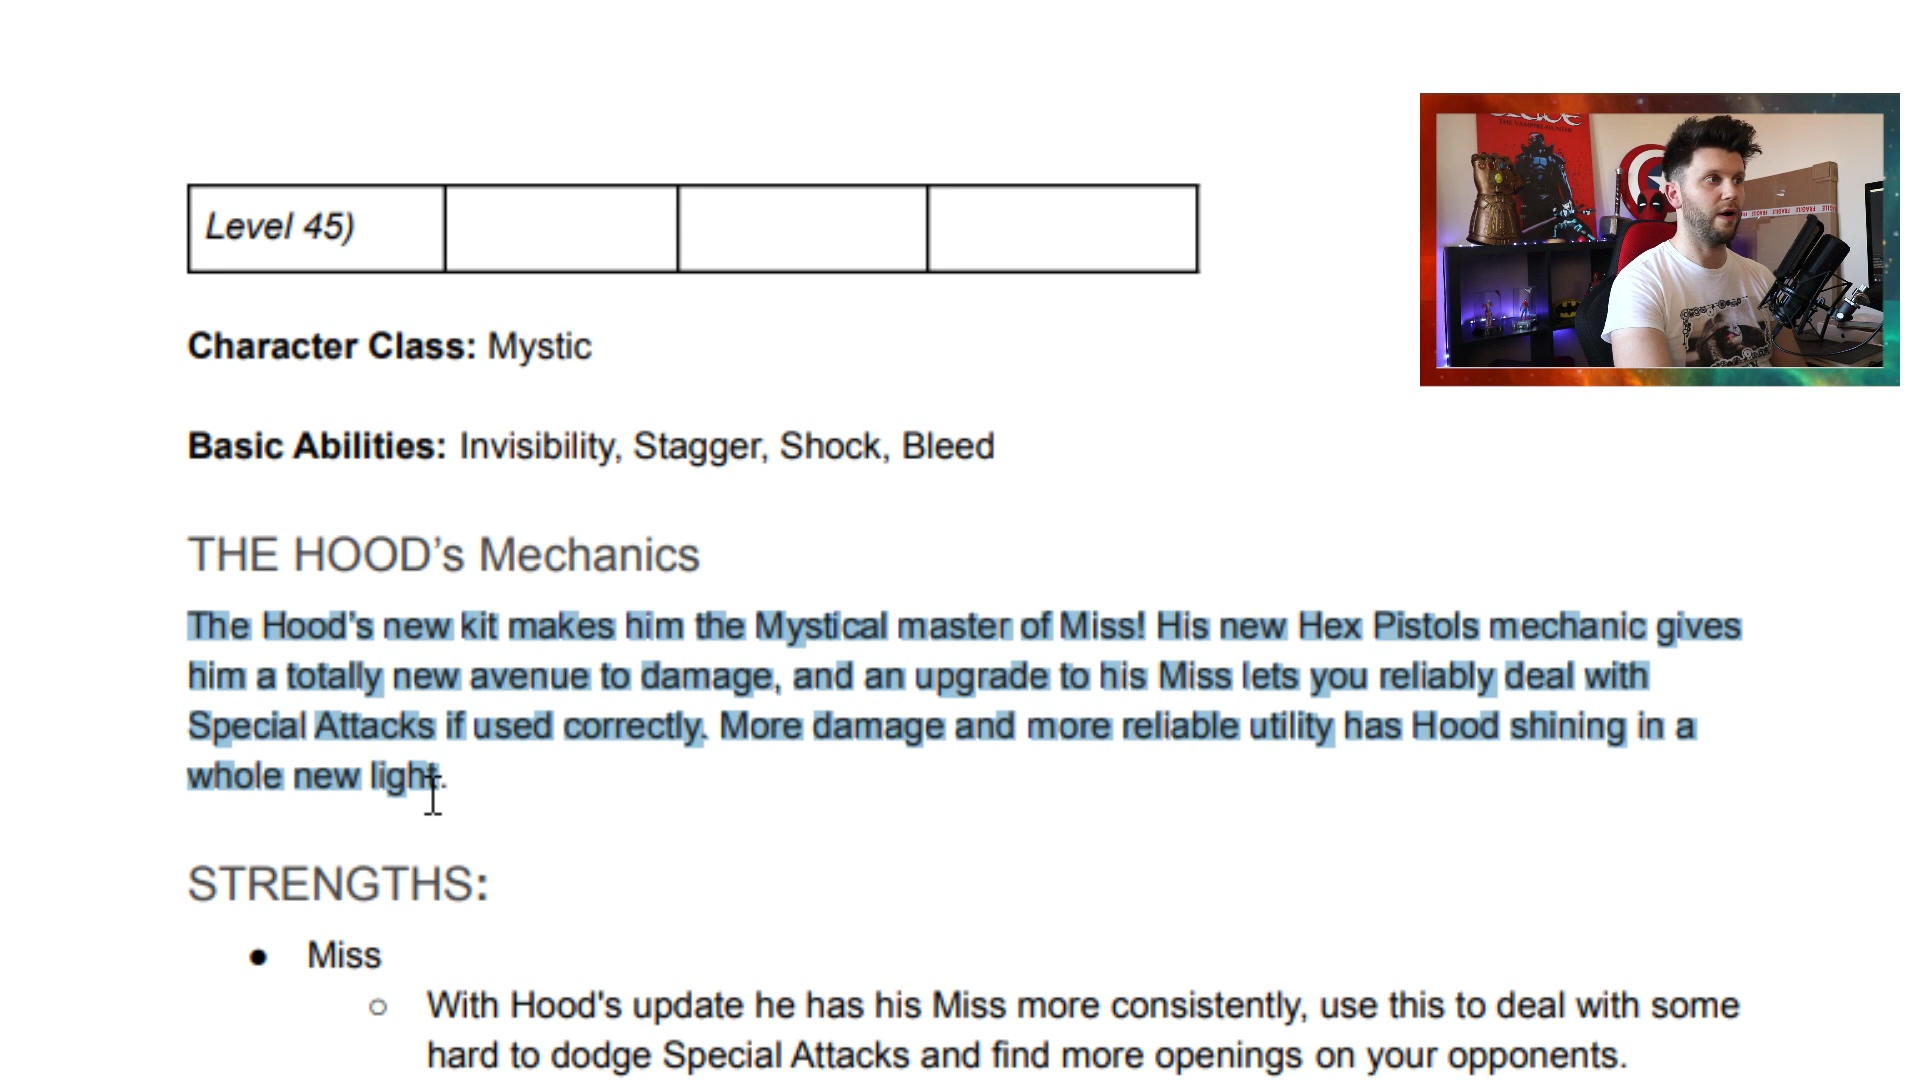 THE VAMPIRE HUNTER
Level 45)
FRAGILE FRAGILE
Character Class: Mystic
Basic Abilities: Invisibility, Stagger, Shock, Bleed
THE HOOD’s Mechanics
The Hood's new kit makes him the Mystical master of Miss! His new Hex Pistols mechanic gives
him a totally new avenue to damage, and an upgrade to his Miss lets you reliably deal with
Special Attacks if used correctly. More damage and more reliable utility has Hood shining in a
whole new light.
STRENGTHS:
● Miss
○ With Hood's update he has his Miss more consistently, use this to deal with some
hard to dodge Special Attacks and find more openings on your opponents.